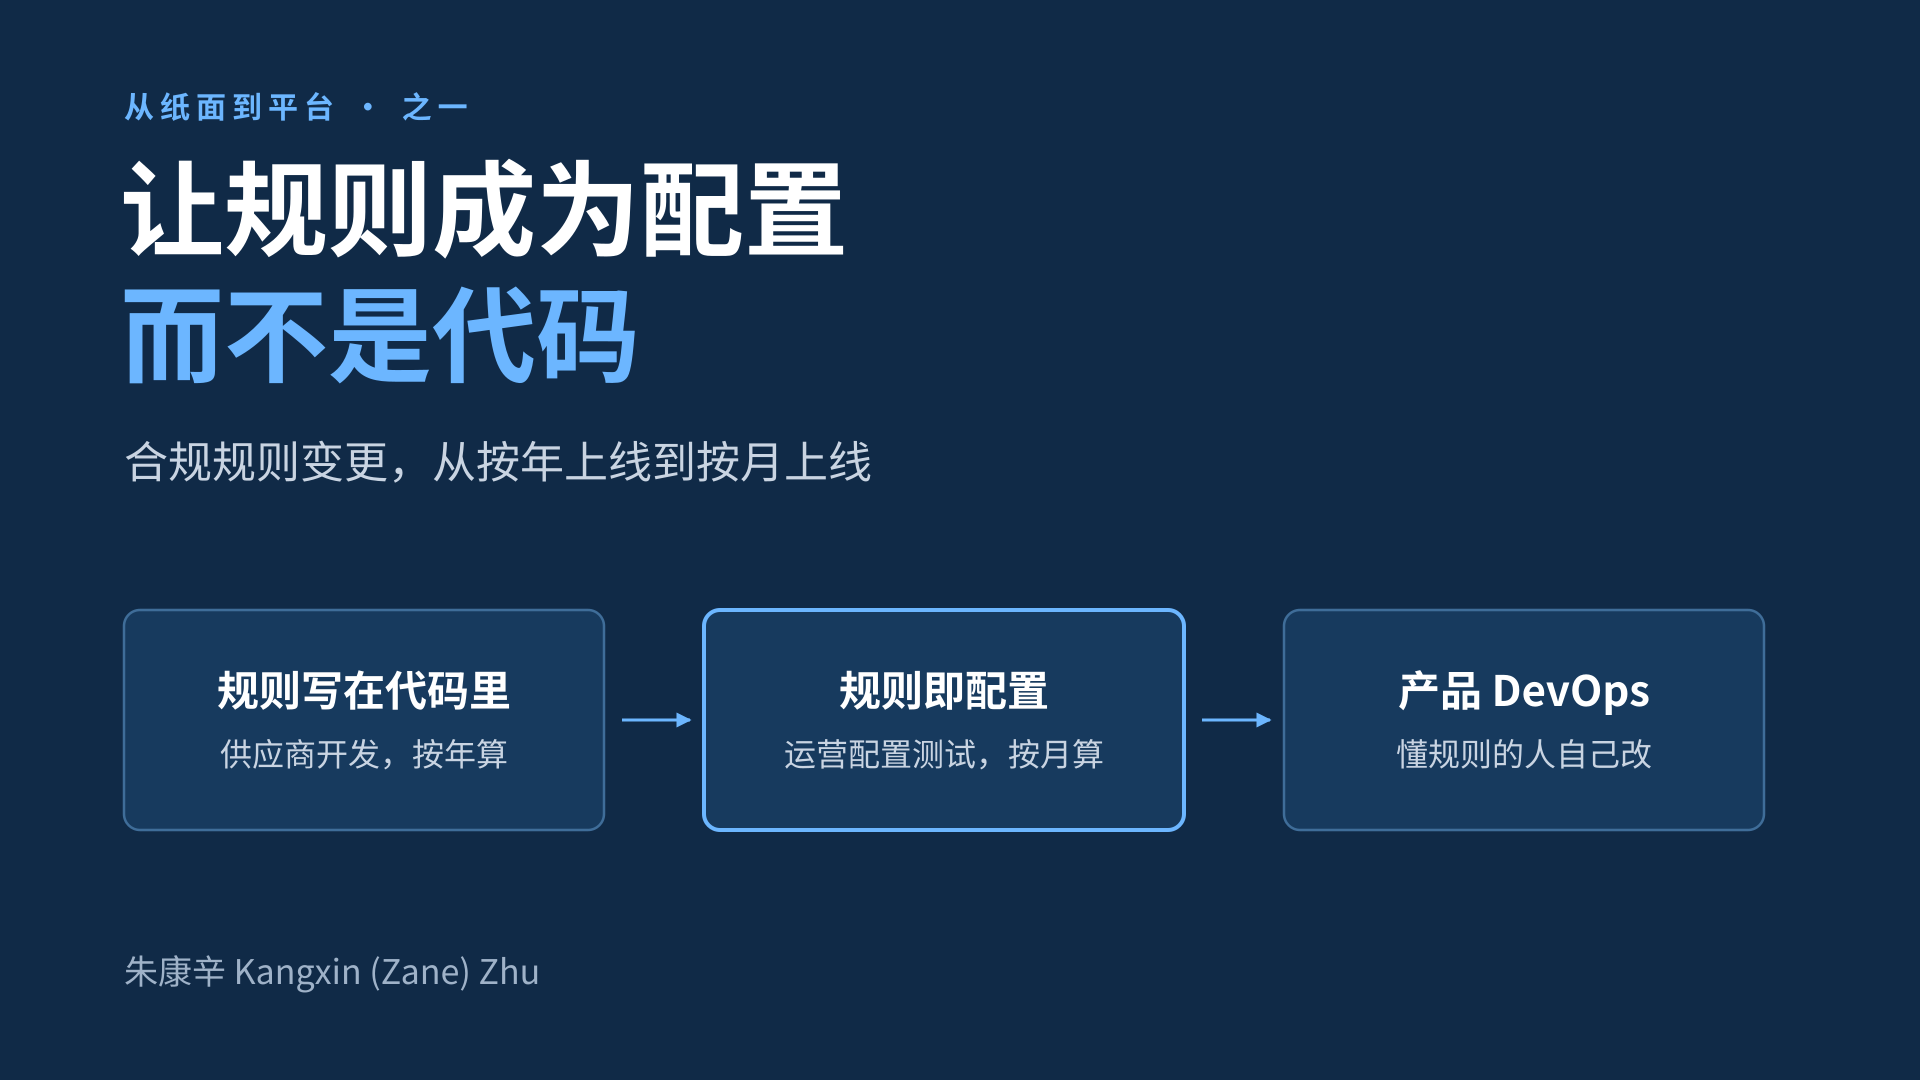 从纸面到平台 · 之一
让规则成为配置
而不是代码
合规规则变更，从按年上线到按月上线
规则写在代码里
供应商开发，按年算
规则即配置
运营配置测试，按月算
产品 DevOps
懂规则的人自己改
朱康辛 Kangxin (Zane) Zhu